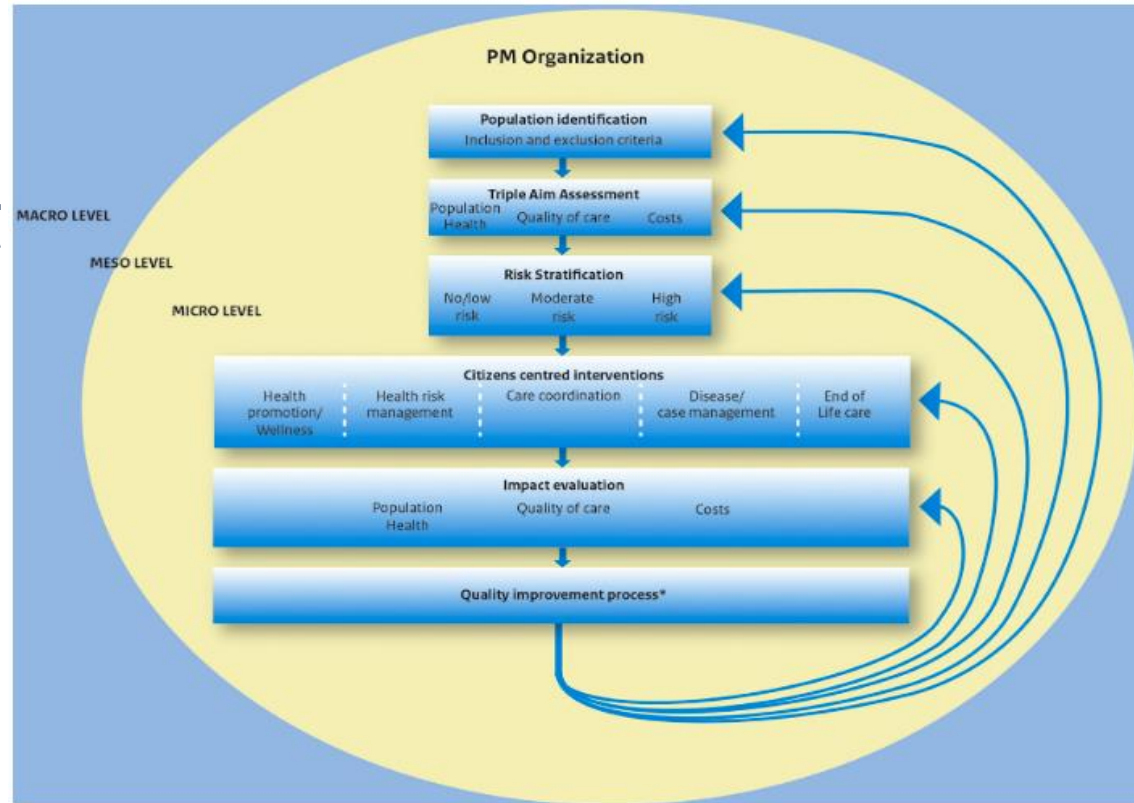 PM Organization
Population identification
Inclusion and exclusion criteria
Triple Aim Assessment
Population Health
Quality of care
Costs
MACRO LEVEL
MESO LEVEL
MICRO LEVEL
Risk Stratification
No/low risk
Moderate risk
High risk
Citizens centred interventions
Health promotion/ Wellness
Health risk management
Care coordination
Disease/ case management
End of Life care
Impact evaluation
Population Health
Quality of care
Costs
Quality improvement process*